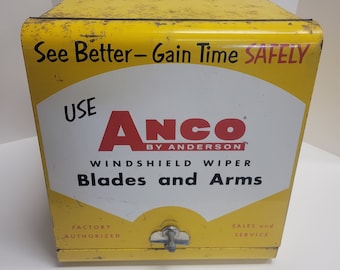 See Better – Gain Time SAFELY
USE
ANCO
BY ANDERSON
WINDSHIELD WIPER
Blades and Arms
FACTORY
AUTHORIZED
SALES and
SERVICE